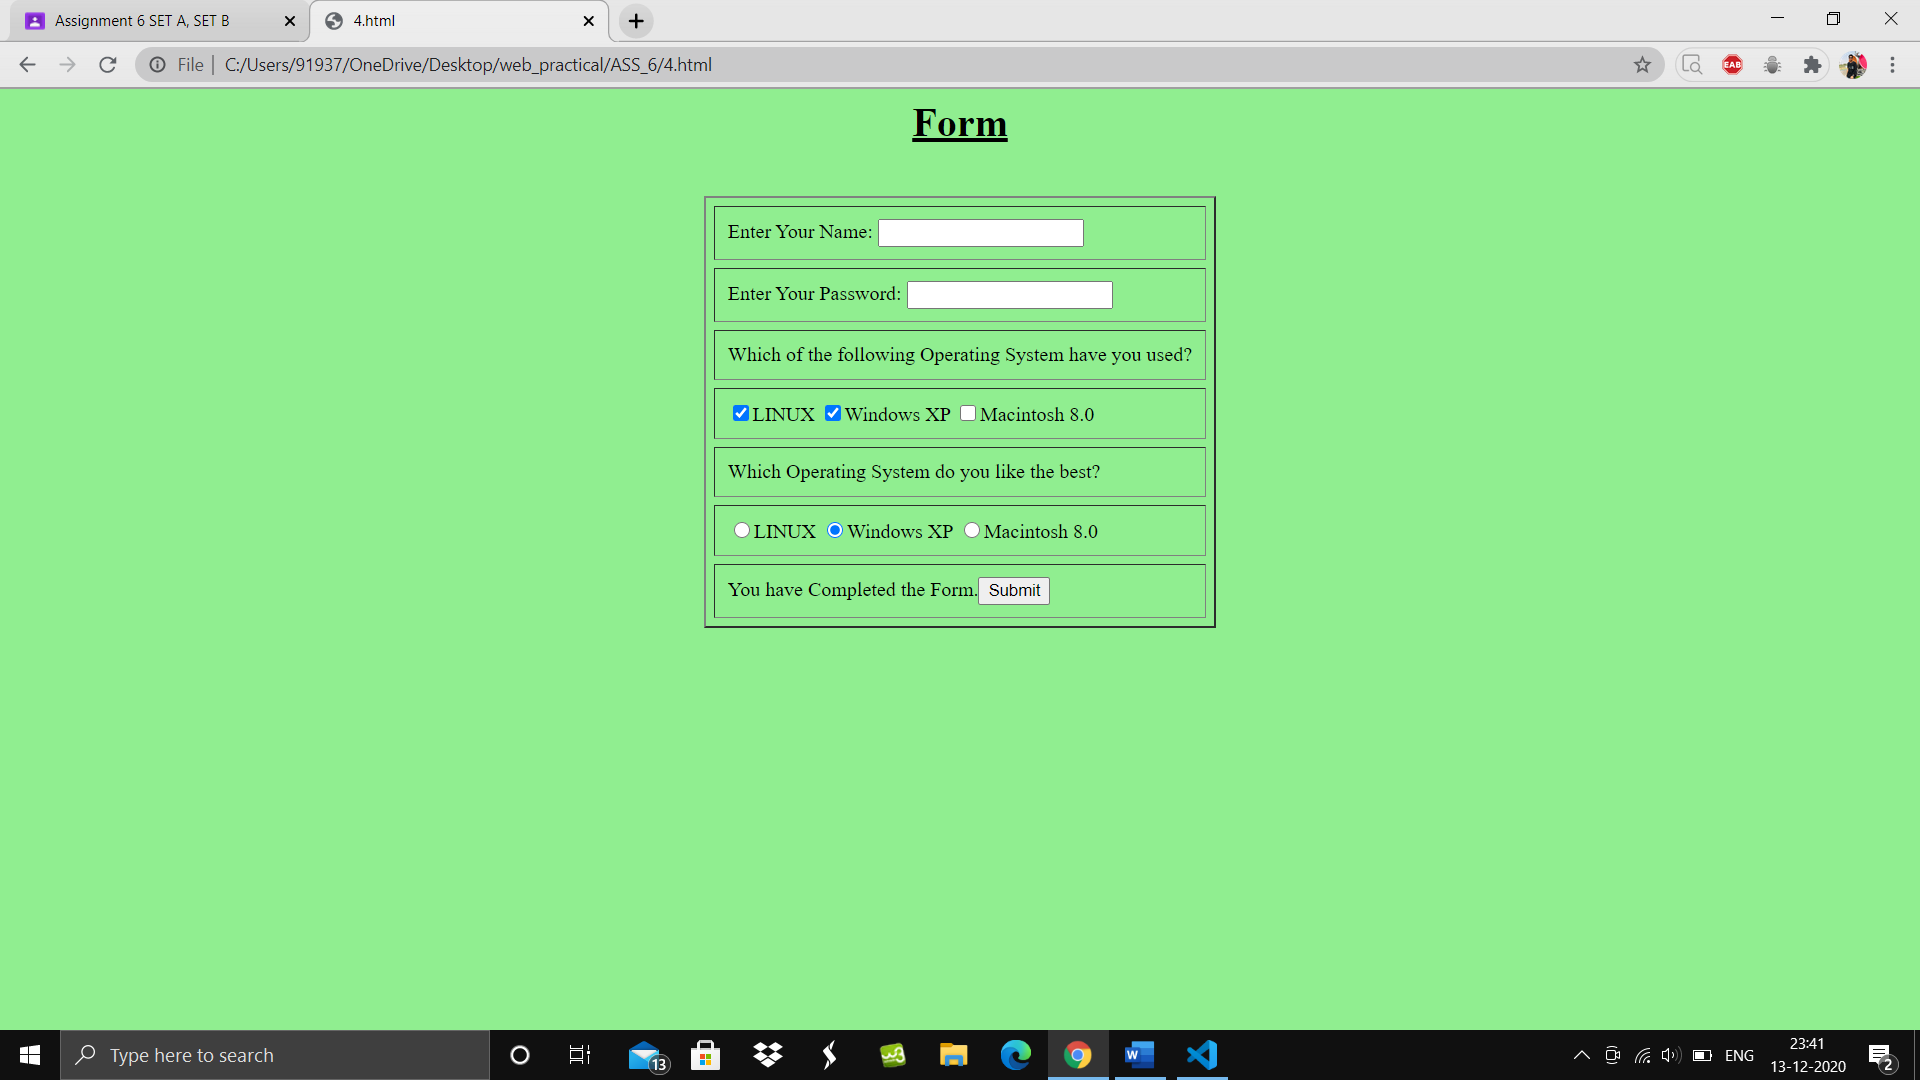 Assignment 6 SET A, SET B
4.html
File | C:/Users/91937/OneDrive/Desktop/web_practical/ASS_6/4.html
EAB
Form
Enter Your Name:
Enter Your Password:
Which of the following Operating System have you used?
LINUX Windows XP Macintosh 8.0
Which Operating System do you like the best?
LINUX Windows XP Macintosh 8.0
You have Completed the Form. Submit
Type here to search
13
w3
W
ENG
23:41
13-12-2020
2